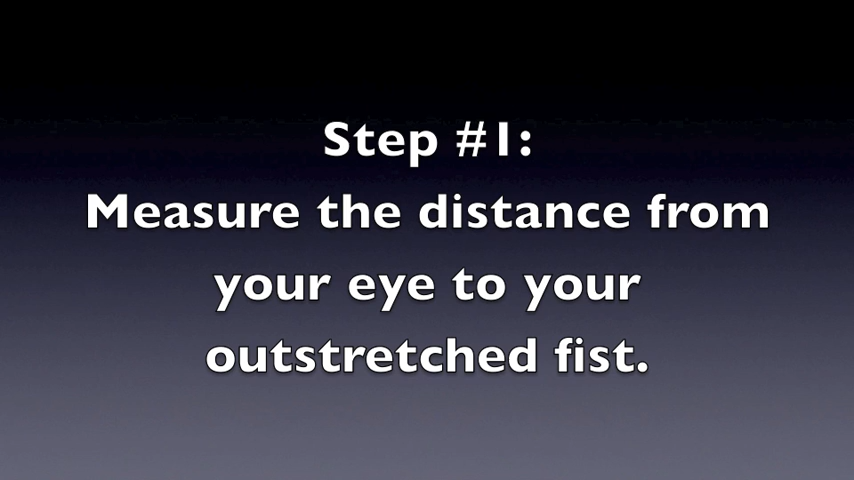 Step #1:
Measure the distance from
your eye to your
outstretched fist.